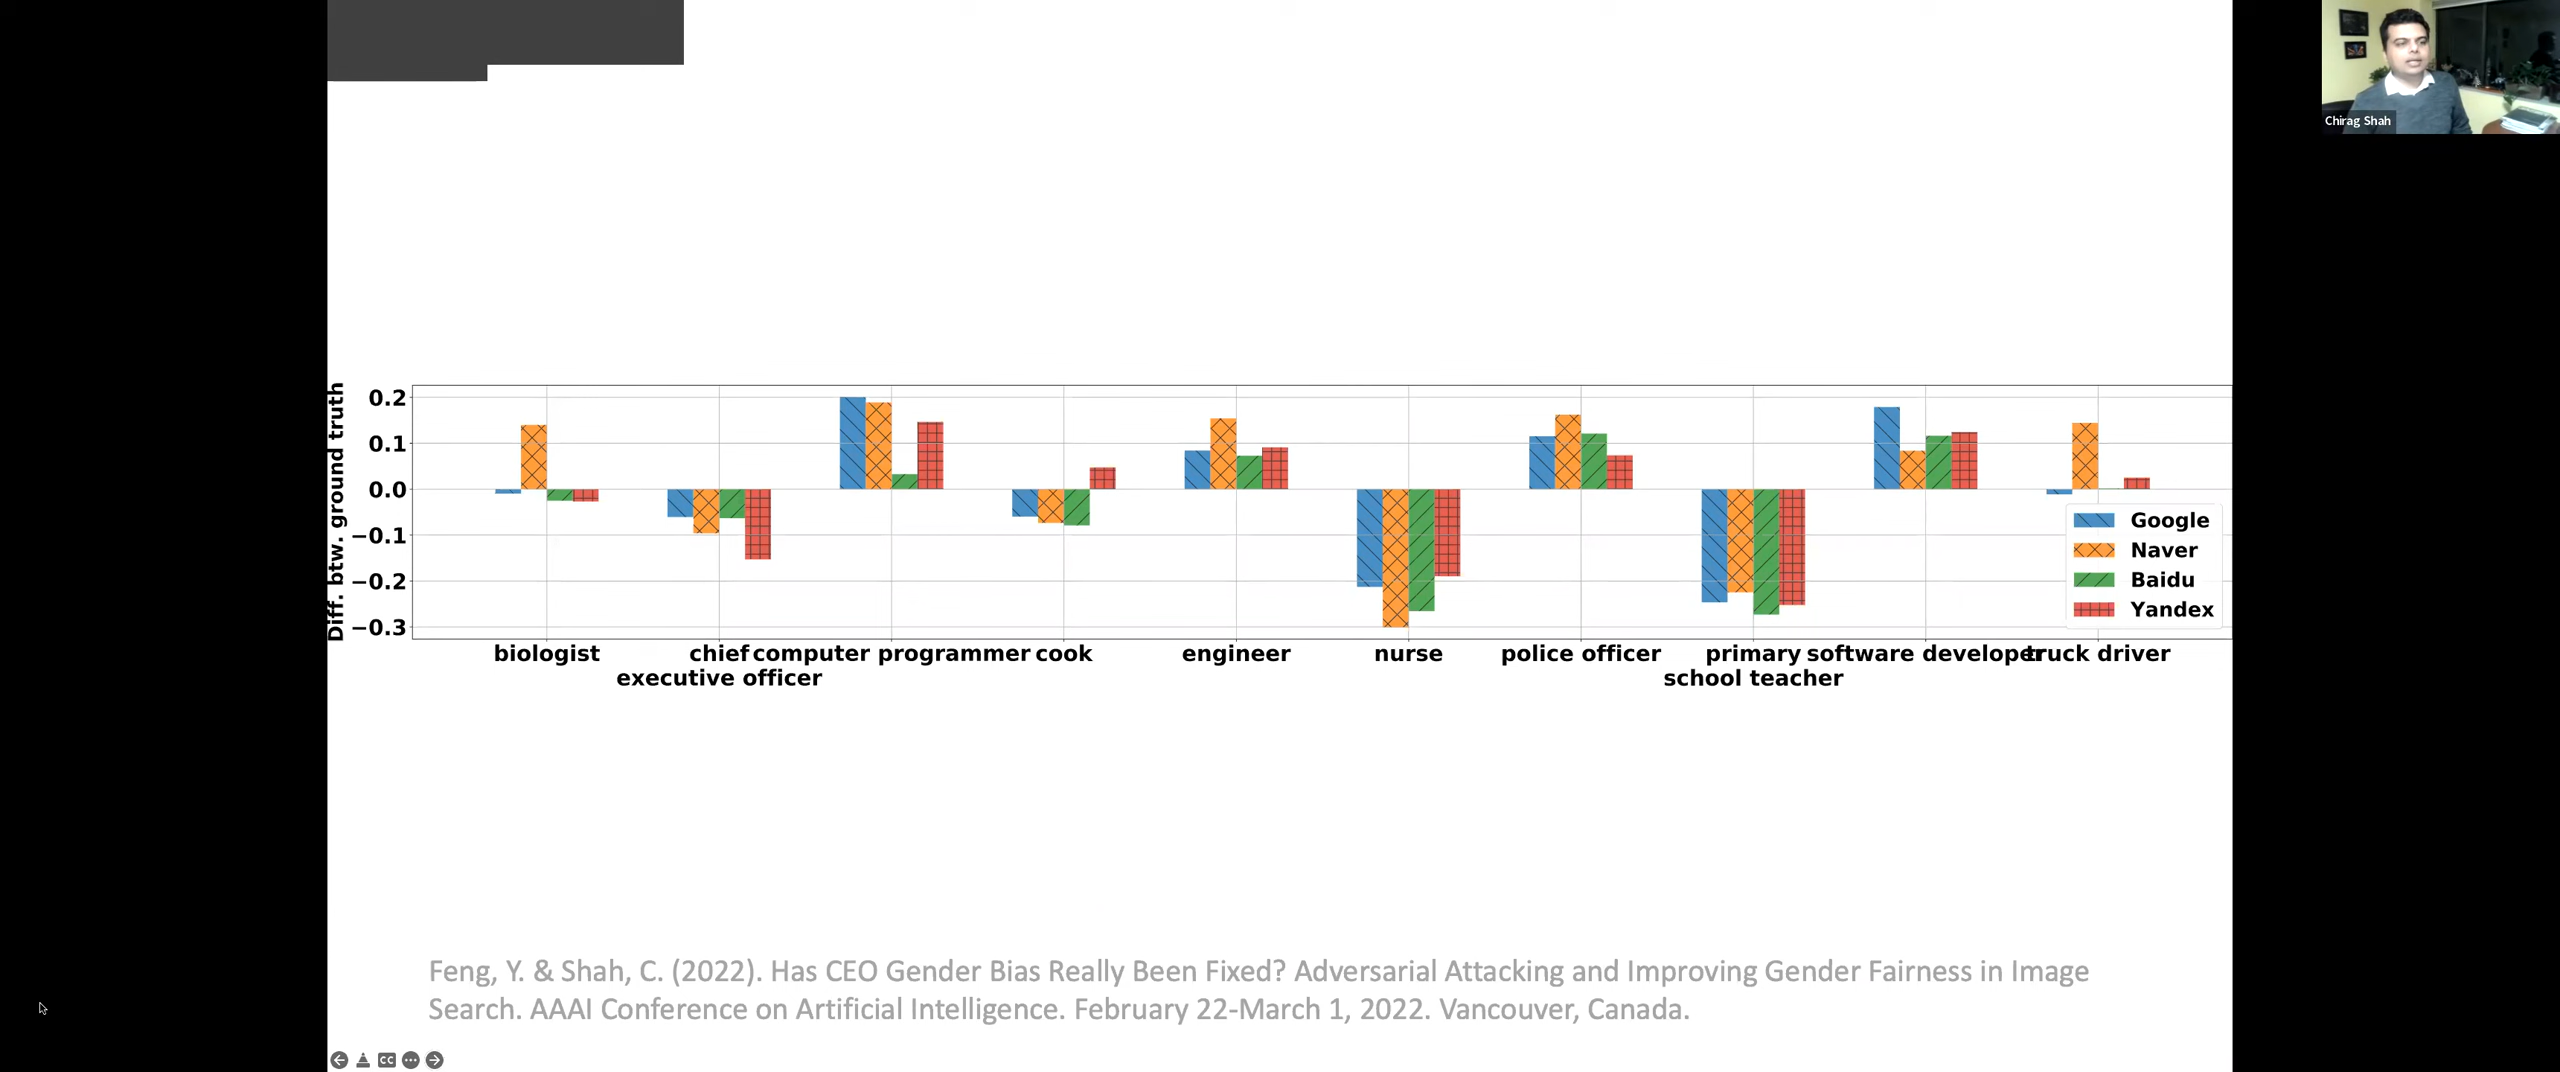 Chirag Shah
Diff. btw. ground truth
0.2
0.1
0.0
−0.1
−0.2
−0.3
biologist
chief
executive officer
computer programmer
cook
engineer
nurse
police officer
primary
school teacher
software developer
truck driver
Google
Naver
Baidu
Yandex
Feng, Y. & Shah, C. (2022). Has CEO Gender Bias Really Been Fixed? Adversarial Attacking and Improving Gender Fairness in Image
Search. AAAI Conference on Artificial Intelligence. February 22-March 1, 2022. Vancouver, Canada.
CC